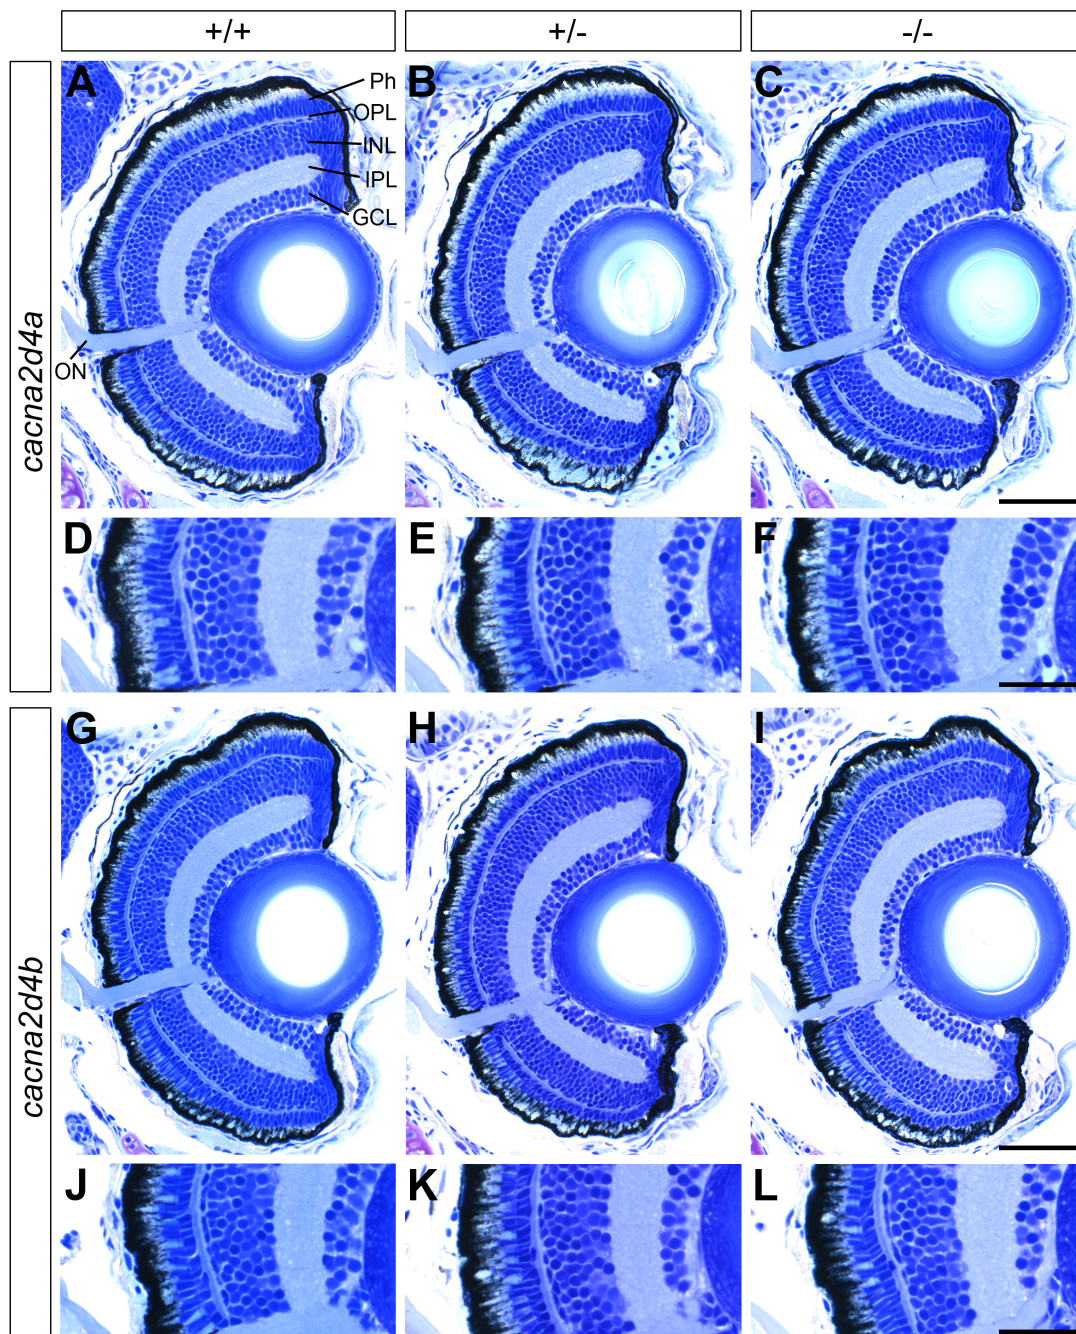 +/+
+/-
-/-
cacna2d4a
A
Ph
OPL
INL
IPL
GCL
ON
B
C
D
E
F
cacna2d4b
G
H
I
J
K
L